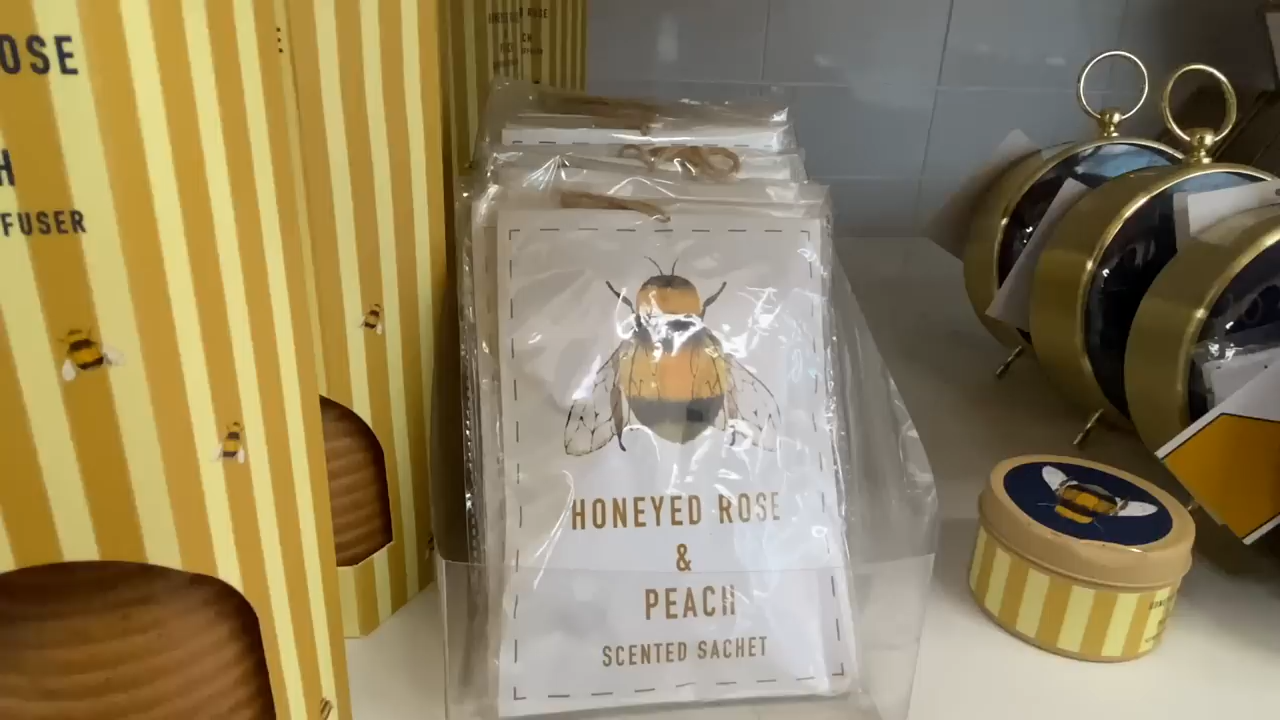 OSE
H
FUSER
HONEYED ROSE
&
PEACH
SCENTED SACHET